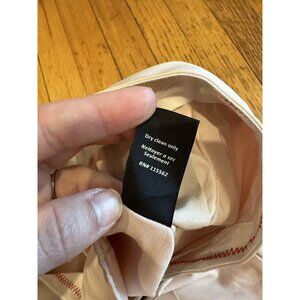 Dry clean only
Nettoyer a sec
Seulement
RN# 115562